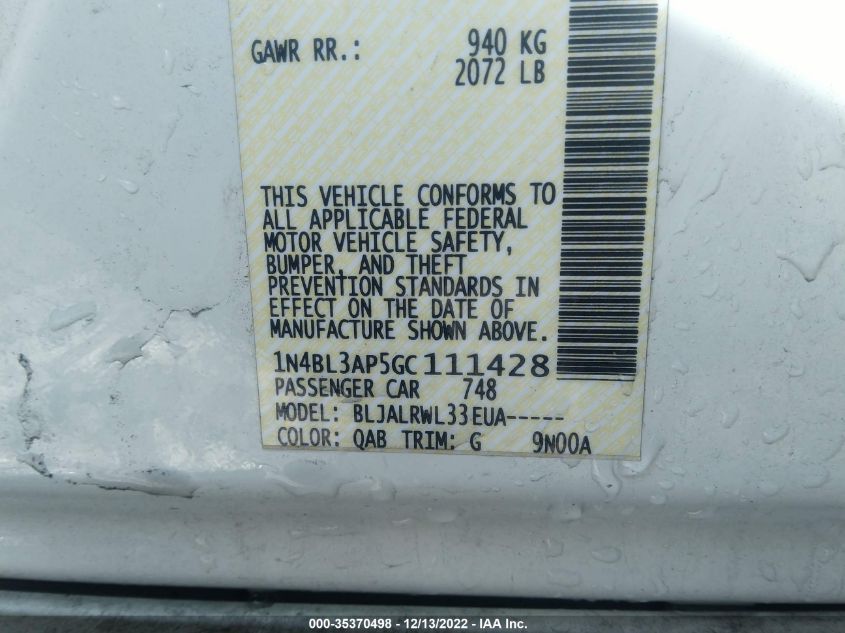 GAWR RR.: 940 KG
2072 LB
THIS VEHICLE CONFORMS TO
ALL APPLICABLE FEDERAL
MOTOR VEHICLE SAFETY,
BUMPER, AND THEFT
PREVENTION STANDARDS IN
EFFECT ON THE DATE OF
MANUFACTURE SHOWN ABOVE.
1N4BL3AP5GC111428
PASSENGER CAR 748
MODEL: BLJALRWL33EUA-----
COLOR: QAB TRIM: G 9N00A
000-35370498 - 12/13/2022 - IAA Inc.